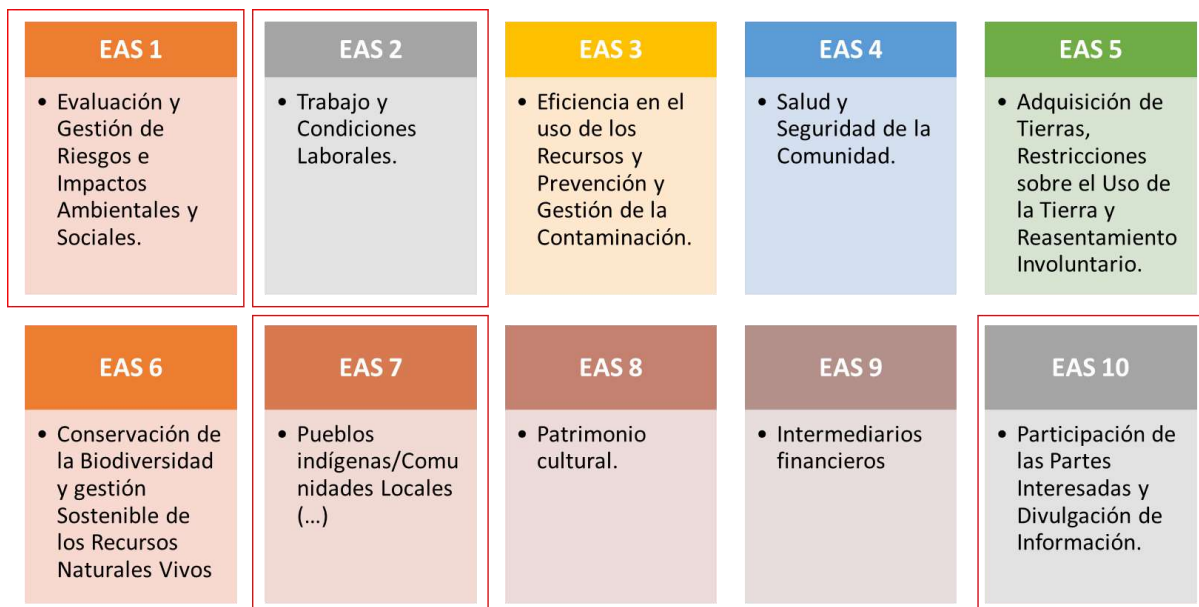 EAS 1
• Evaluación y
Gestión de
Riesgos e
Impactos
Ambientales y
Sociales.
EAS 2
• Trabajo y
Condiciones
Laborales.
EAS 3
• Eficiencia en el
uso de los
Recursos y
Prevención y
Gestión de la
Contaminación.
EAS 4
• Salud y
Seguridad de la
Comunidad.
EAS 5
• Adquisición de
Tierras,
Restricciones
sobre el Uso de
la Tierra y
Reasentamiento
Involuntario.
EAS 6
• Conservación de
la Biodiversidad
y gestión
Sostenible de
los Recursos
Naturales Vivos
EAS 7
• Pueblos
indígenas/Comu
nidades Locales
(...)
EAS 8
• Patrimonio
cultural.
EAS 9
• Intermediarios
financieros
EAS 10
• Participación de
las Partes
Interesadas y
Divulgación de
Información.